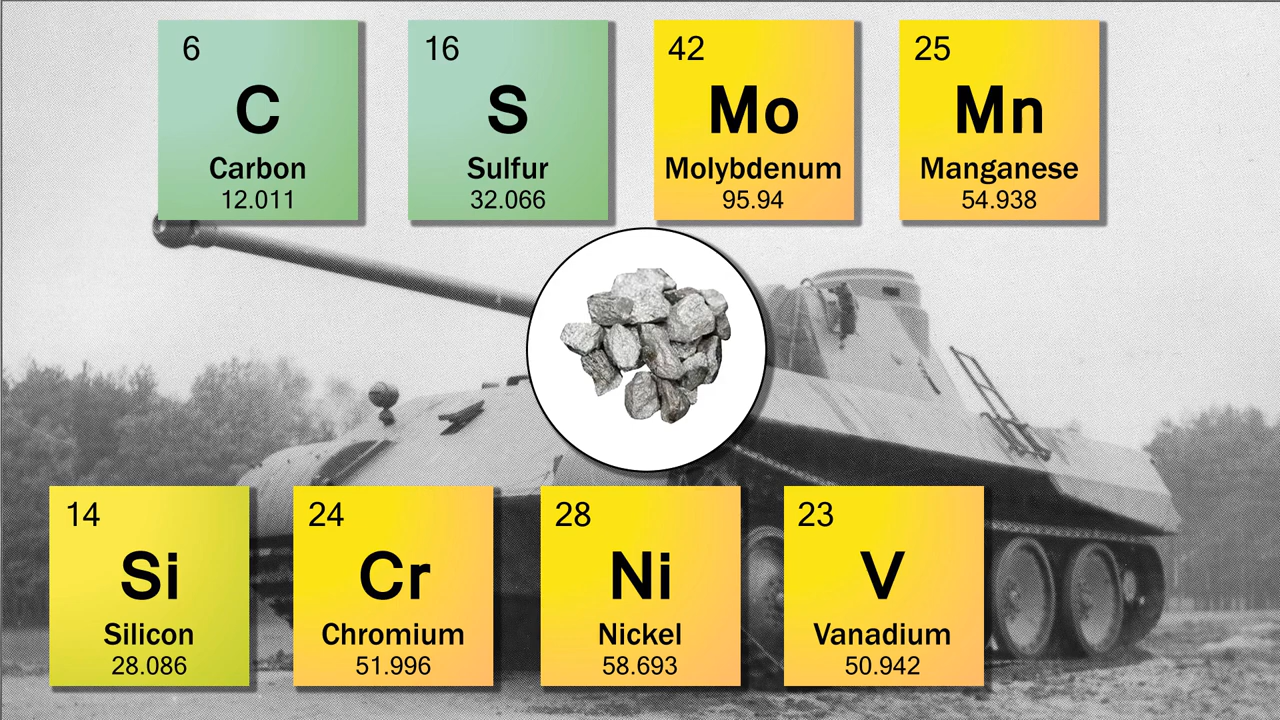 6
C
Carbon
12.011
16
S
Sulfur
32.066
42
Mo
Molybdenum
95.94
25
Mn
Manganese
54.938
14
Si
Silicon
28.086
24
Cr
Chromium
51.996
28
Ni
Nickel
58.693
23
V
Vanadium
50.942